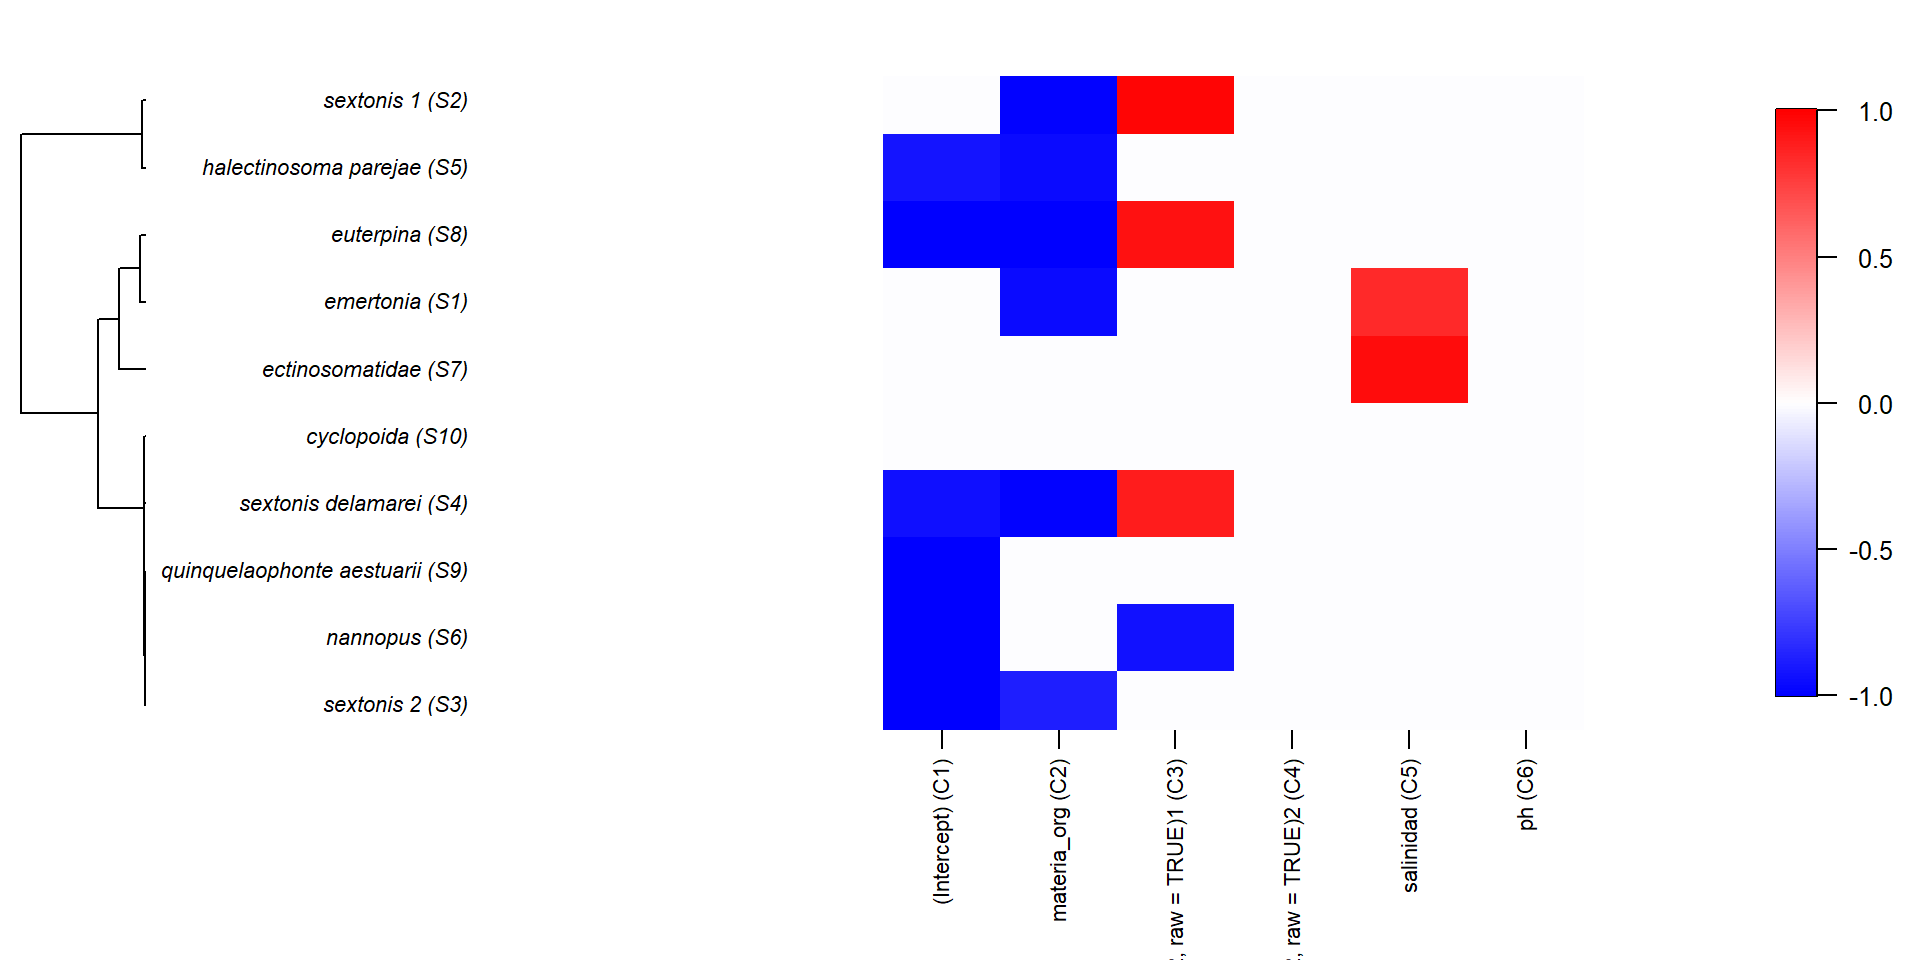 sextonis 1 (S2)
halectinosoma parejae (S5)
euterpina (S8)
emertonia (S1)
ectinosomatidae (S7)
cyclopoida (S10)
sextonis delamarei (S4)
quinquelaophonte aestuarii (S9)
nannopus (S6)
sextonis 2 (S3)
(Intercept) (C1)
materia_org (C2)
, raw = TRUE)1 (C3)
, raw = TRUE)2 (C4)
salinidad (C5)
ph (C6)
1.0
0.5
0.0
-0.5
-1.0